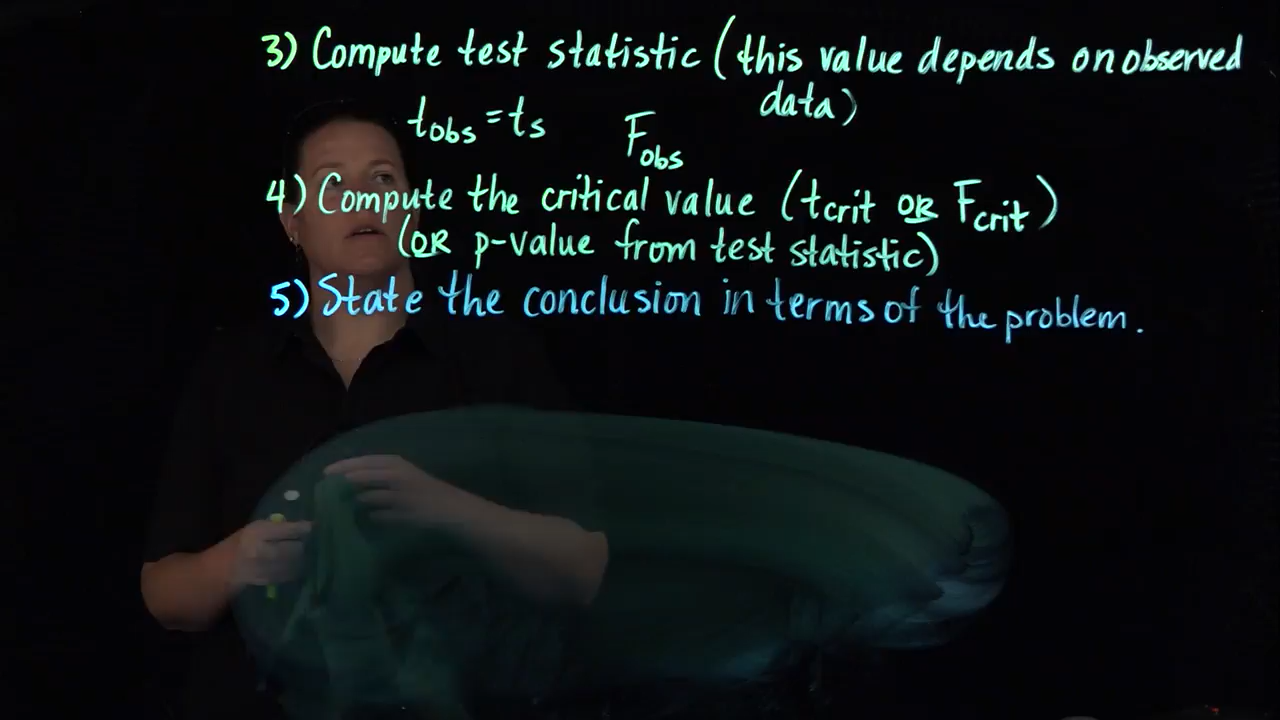 3) Compute test statistic (this value depends on observed
data)
tobs = ts Fobs
4) Compute the critical value (tcrit OR Fcrit)
(OR p-value from test statistic)
5) State the conclusion in terms of the problem.